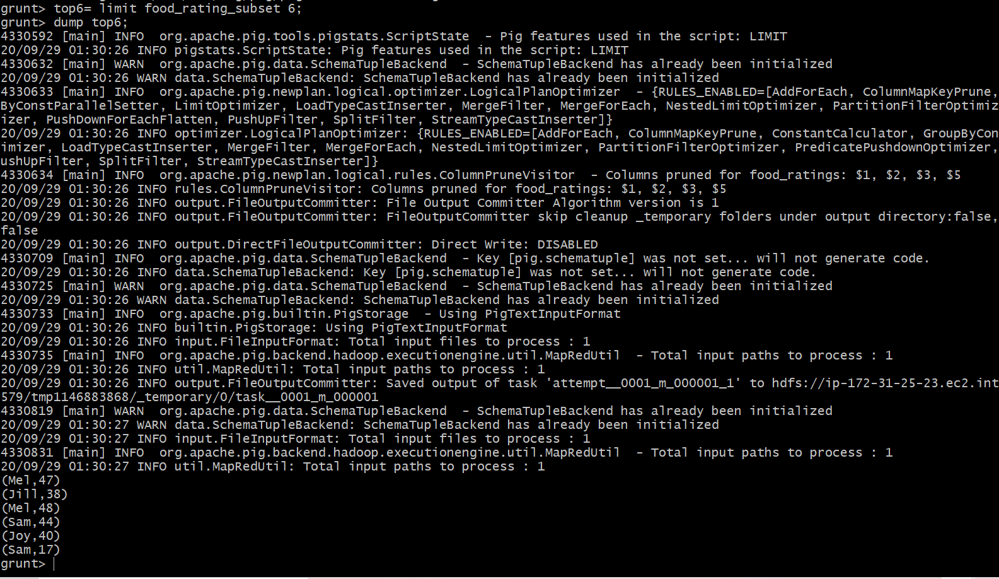 grunt> top6= limit food_rating_subset 6;
grunt> dump top6;
4330592 [main] INFO  org.apache.pig.tools.pigstats.ScriptState  - Pig features used in the script: LIMIT
20/09/29 01:30:26 INFO pigstats.ScriptState: Pig features used in the script: LIMIT
4330632 [main] WARN  org.apache.pig.data.SchemaTupleBackend  - SchemaTupleBackend has already been initialized
20/09/29 01:30:26 WARN data.SchemaTupleBackend: SchemaTupleBackend has already been initialized
4330633 [main] INFO  org.apache.pig.newplan.logical.optimizer.LogicalPlanOptimizer  - {RULES_ENABLED=[AddForEach, ColumnMapKeyPrune,
ByConstParallelSetter, LimitOptimizer, LoadTypeCastInserter, MergeFilter, MergeForEach, NestedLimitOptimizer, PartitionFilterOptimiz
izer, PushDownForEachFlatten, PushUpFilter, SplitFilter, StreamTypeCastInserter]}
20/09/29 01:30:26 INFO optimizer.LogicalPlanOptimizer: {RULES_ENABLED=[AddForEach, ColumnMapKeyPrune, ConstantCalculator, GroupByCon
imizer, LoadTypeCastInserter, MergeFilter, MergeForEach, NestedLimitOptimizer, PartitionFilterOptimizer, PredicatePushdownOptimizer,
ushUpFilter, SplitFilter, StreamTypeCastInserter]}
4330634 [main] INFO  org.apache.pig.newplan.logical.rules.ColumnPruneVisitor  - Columns pruned for food_ratings: $1, $2, $3, $5
20/09/29 01:30:26 INFO rules.ColumnPruneVisitor: Columns pruned for food_ratings: $1, $2, $3, $5
20/09/29 01:30:26 INFO output.FileOutputCommitter: File Output Committer Algorithm version is 1
20/09/29 01:30:26 INFO output.FileOutputCommitter: FileOutputCommitter skip cleanup _temporary folders under output directory:false,
false
20/09/29 01:30:26 INFO output.DirectFileOutputCommitter: Direct Write: DISABLED
4330709 [main] INFO  org.apache.pig.data.SchemaTupleBackend  - Key [pig.schematuple] was not set... will not generate code.
20/09/29 01:30:26 INFO data.SchemaTupleBackend: Key [pig.schematuple] was not set... will not generate code.
4330725 [main] WARN  org.apache.pig.data.SchemaTupleBackend  - SchemaTupleBackend has already been initialized
20/09/29 01:30:26 WARN data.SchemaTupleBackend: SchemaTupleBackend has already been initialized
4330733 [main] INFO  org.apache.pig.builtin.PigStorage  - Using PigTextInputFormat
20/09/29 01:30:26 INFO builtin.PigStorage: Using PigTextInputFormat
20/09/29 01:30:26 INFO input.FileInputFormat: Total input files to process : 1
4330735 [main] INFO  org.apache.pig.backend.hadoop.executionengine.util.MapRedUtil  - Total input paths to process : 1
20/09/29 01:30:26 INFO util.MapRedUtil: Total input paths to process : 1
20/09/29 01:30:26 INFO output.FileOutputCommitter: Saved output of task 'attempt__0001_m_000001_1' to hdfs://ip-172-31-25-23.ec2.int
579/tmp1146883868/_temporary/0/task__0001_m_000001
4330819 [main] WARN  org.apache.pig.data.SchemaTupleBackend  - SchemaTupleBackend has already been initialized
20/09/29 01:30:27 WARN data.SchemaTupleBackend: SchemaTupleBackend has already been initialized
20/09/29 01:30:27 INFO input.FileInputFormat: Total input files to process : 1
4330831 [main] INFO  org.apache.pig.backend.hadoop.executionengine.util.MapRedUtil  - Total input paths to process : 1
20/09/29 01:30:27 INFO util.MapRedUtil: Total input paths to process : 1
(Mel,47)
(Jill,38)
(Mel,48)
(Sam,44)
(Joy,40)
(Sam,17)
grunt>